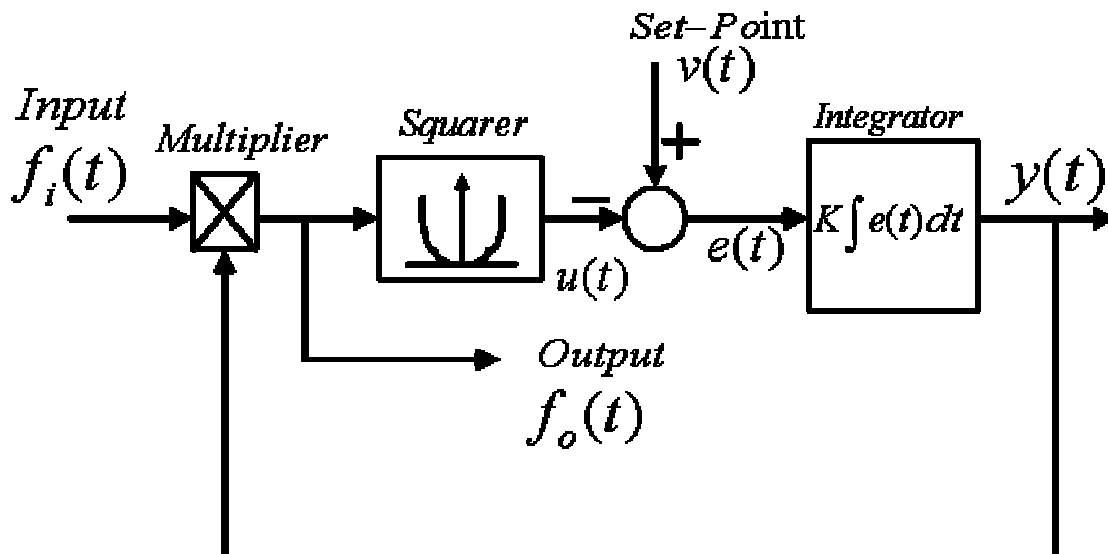 Set-Point
v(t)
Input
f_i(t)
Multiplier
Squarer
Integrator
+
−
u(t)
e(t)
K∫e(t)dt
y(t)
Output
f_o(t)